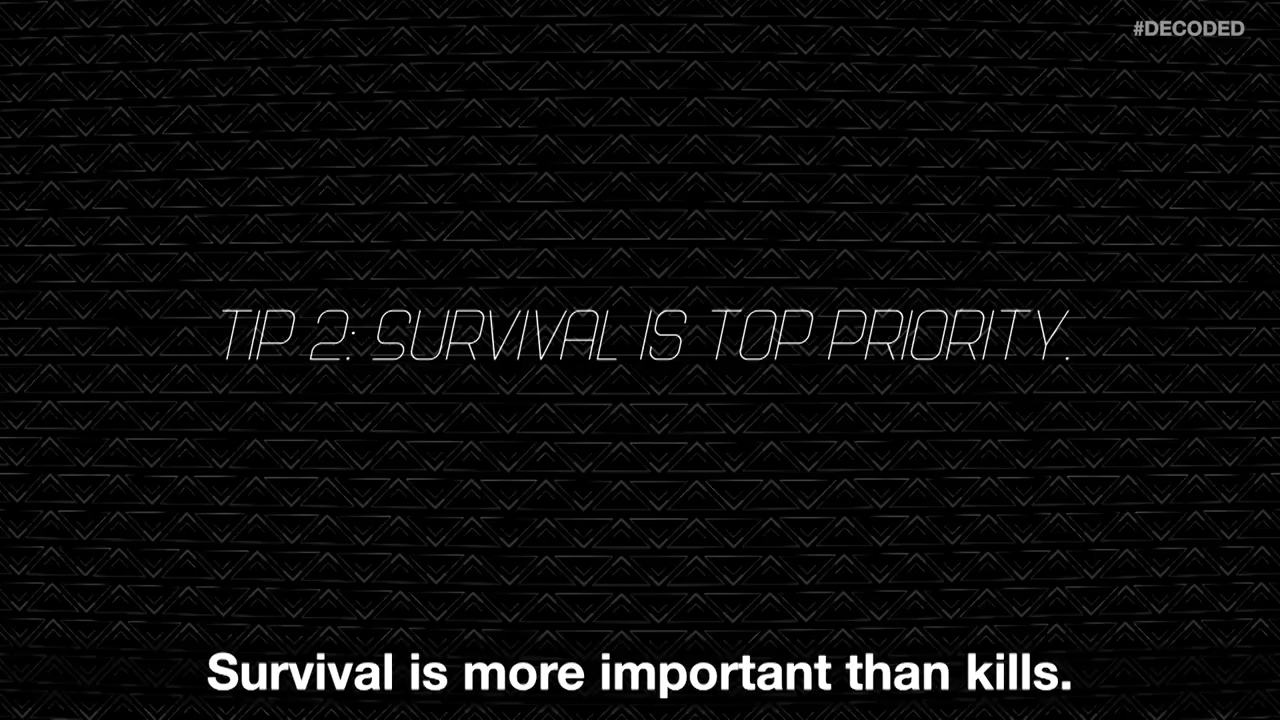 #DECODED
TIP 2: SURVIVAL IS TOP PRIORITY.
Survival is more important than kills.